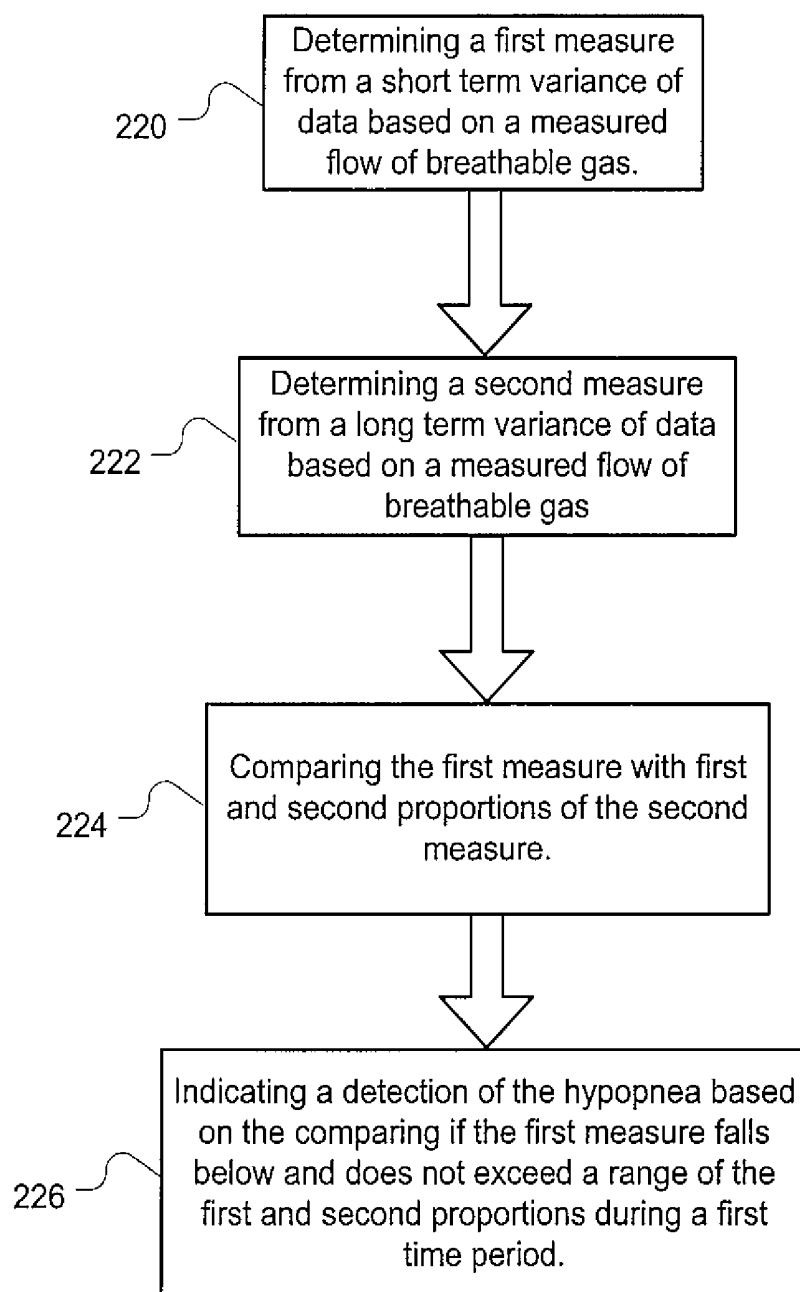 Determining a first measure
from a short term variance of
data based on a measured
flow of breathable gas.
220
Determining a second measure
from a long term variance of data
based on a measured flow of
breathable gas
222
Comparing the first measure with first
and second proportions of the second
measure.
224
Indicating a detection of the hypopnea based
on the comparing if the first measure falls
below and does not exceed a range of the
first and second proportions during a first
time period.
226